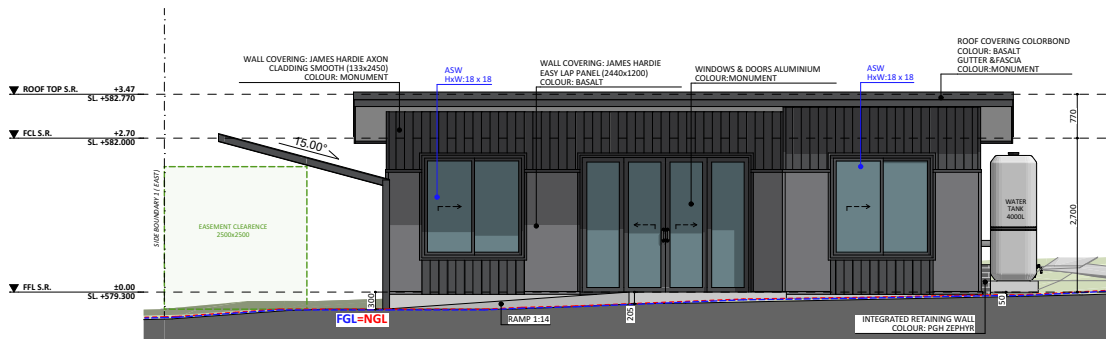 WALL COVERING: JAMES HARDIE AXON
CLADDING SMOOTH (133x2450)
COLOUR: MONUMENT
ASW
HxW:18 x 18
WALL COVERING: JAMES HARDIE
EASY LAP PANEL (2440x1200)
COLOUR: BASALT
WINDOWS & DOORS ALUMINIUM
COLOUR:MONUMENT
ASW
HxW:18 x 18
ROOF COVERING COLORBOND
COLOUR: BASALT
GUTTER &FASCIA
COLOUR:MONUMENT
ROOF TOP S.R. +3.47
SL. +582.770
770
FCL S.R. +2.70
SL. +582.000
15.00°
SIDE BOUNDARY 1 ( EAST)
EASEMENT CLEARENCE
2500x2500
WATER
TANK
4000L
2,700
FFL S.R. ±0.00
SL. +579.300
300
205
50
FGL=NGL
RAMP 1:14
INTEGRATED RETAINING WALL
COLOUR: PGH ZEPHYR